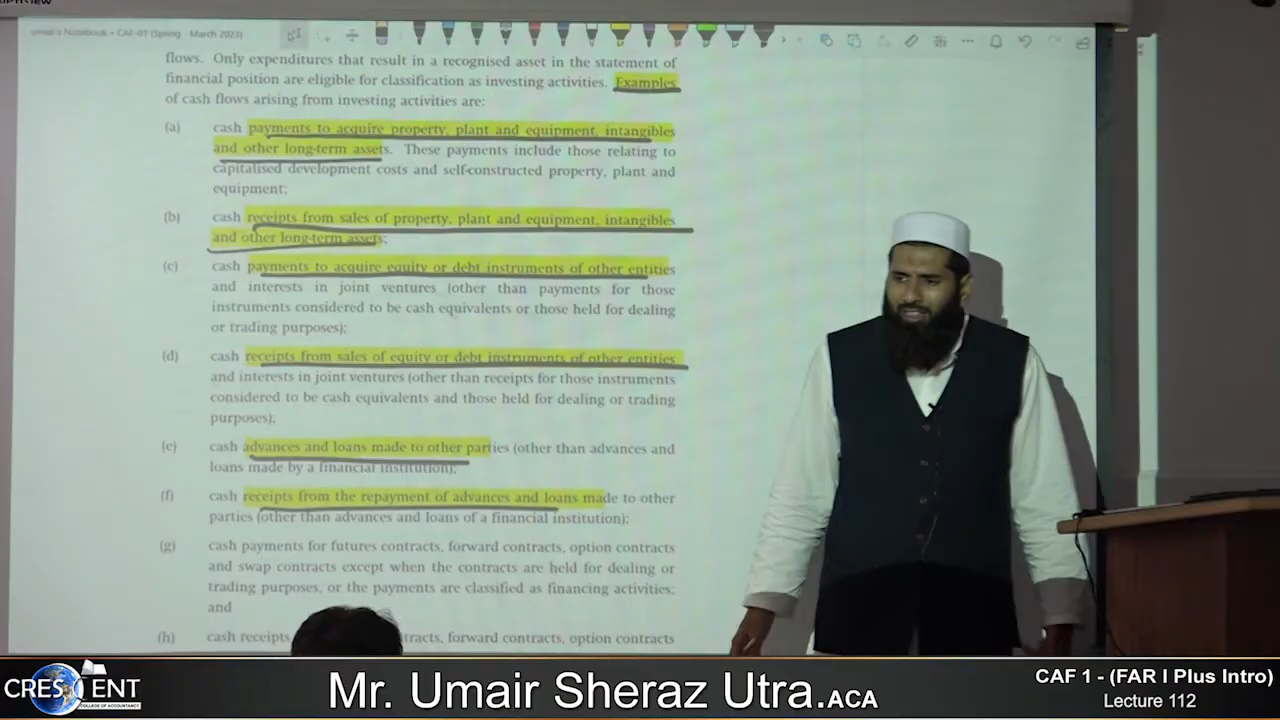 umair's Notebook – CAF-01 (Spring - March 2023)
flows. Only expenditures that result in a recognised asset in the statement of
financial position are eligible for classification as investing activities. Examples
of cash flows arising from investing activities are:
(a) cash payments to acquire property, plant and equipment, intangibles
and other long-term assets. These payments include those relating to
capitalised development costs and self-constructed property, plant and
equipment;
(b) cash receipts from sales of property, plant and equipment, intangibles
and other long-term assets;
(c) cash payments to acquire equity or debt instruments of other entities
and interests in joint ventures (other than payments for those
instruments considered to be cash equivalents or those held for dealing
or trading purposes);
(d) cash receipts from sales of equity or debt instruments of other entities
and interests in joint ventures (other than receipts for those instruments
considered to be cash equivalents and those held for dealing or trading
purposes);
(e) cash advances and loans made to other parties (other than advances and
loans made by a financial institution);
(f) cash receipts from the repayment of advances and loans made to other
parties (other than advances and loans of a financial institution);
(g) cash payments for futures contracts, forward contracts, option contracts
and swap contracts except when the contracts are held for dealing or
trading purposes, or the payments are classified as financing activities;
and
(h) cash receipts tracts, forward contracts, option contracts
CRESCENT
COLLEGE OF ACCOUNTANCY
Mr. Umair Sheraz Utra.ACA
CAF 1 - (FAR I Plus Intro)
Lecture 112